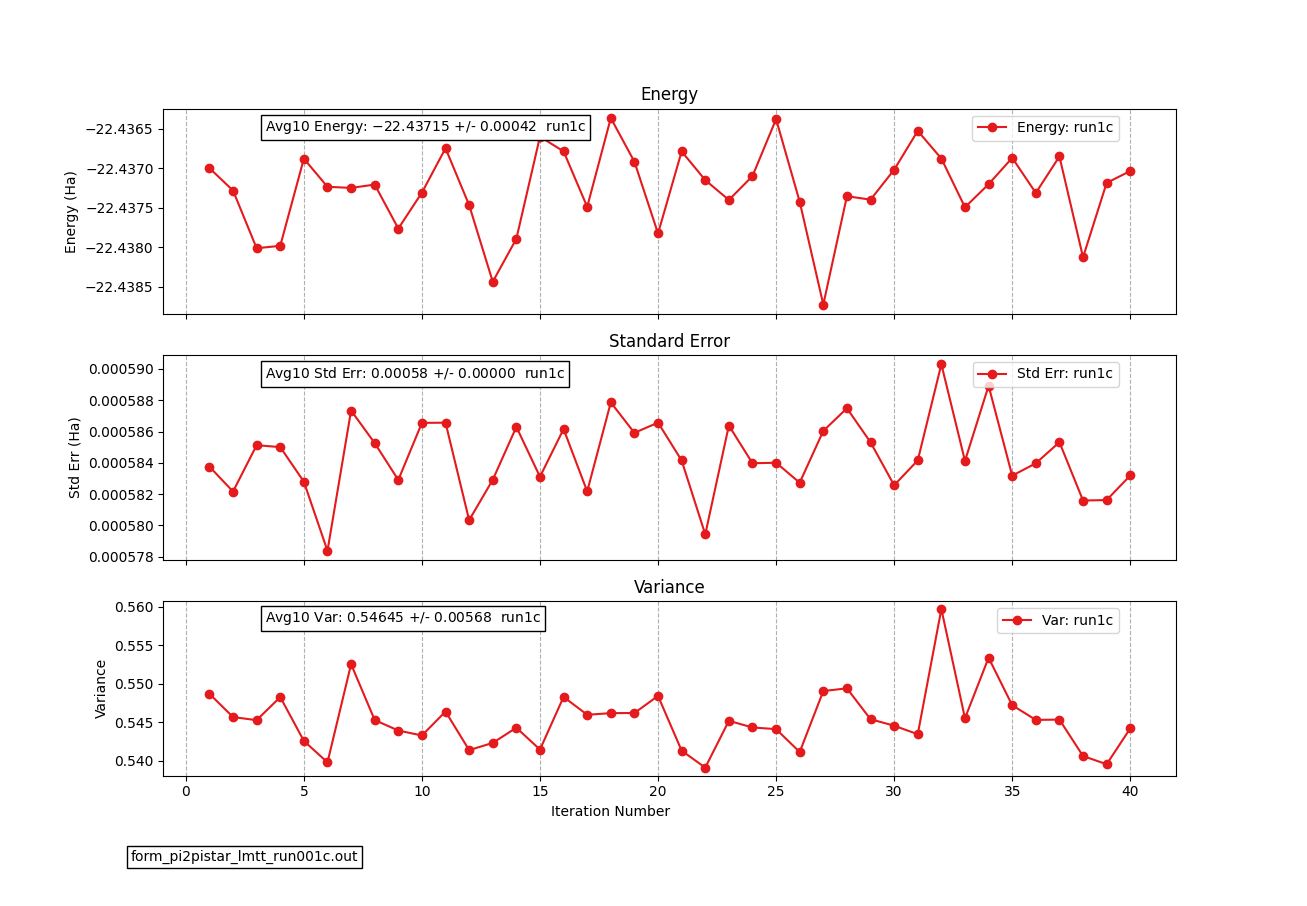 Energy
Avg10 Energy: −22.43715 +/- 0.00042  run1c
Energy: run1c
−22.4365
−22.4370
−22.4375
−22.4380
−22.4385
Energy (Ha)
Standard Error
Avg10 Std Err: 0.00058 +/- 0.00000  run1c
Std Err: run1c
0.000590
0.000588
0.000586
0.000584
0.000582
0.000580
0.000578
Std Err (Ha)
Variance
Avg10 Var: 0.54645 +/- 0.00568  run1c
Var: run1c
0.560
0.555
0.550
0.545
0.540
Variance
0 5 10 15 20 25 30 35 40
Iteration Number
form_pi2pistar_lmtt_run001c.out